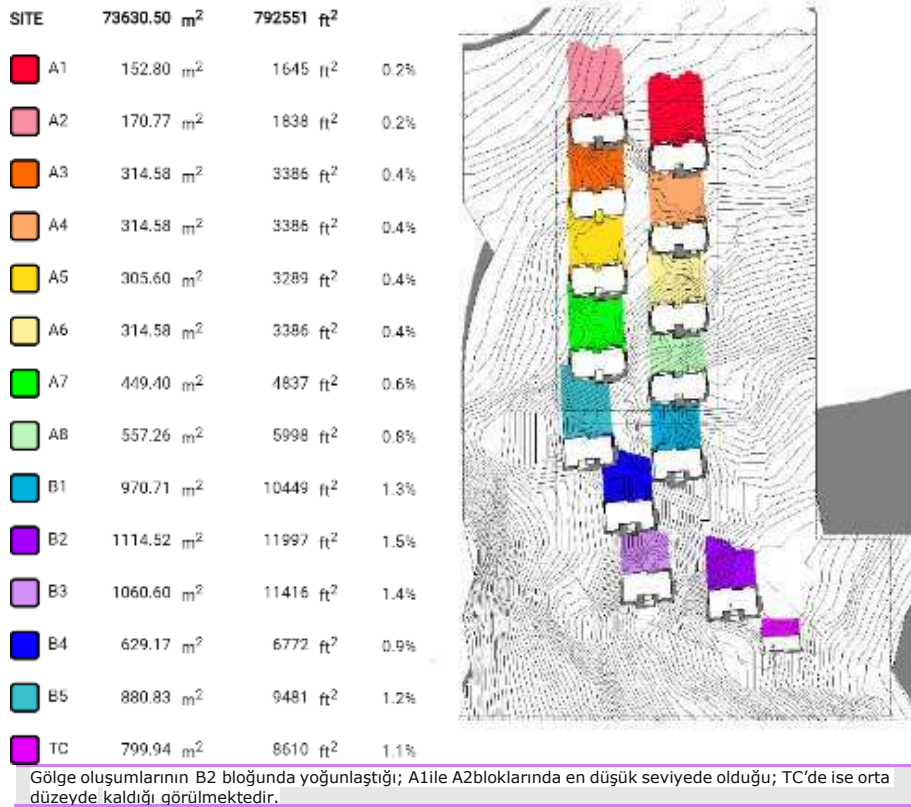 SITE 73630.50 m² 792551 ft²
A1 152.80 m² 1645 ft² 0.2%
A2 170.77 m² 1838 ft² 0.2%
A3 314.58 m² 3386 ft² 0.4%
A4 314.58 m² 3386 ft² 0.4%
A5 305.60 m² 3289 ft² 0.4%
A6 314.58 m² 3386 ft² 0.4%
A7 449.40 m² 4837 ft² 0.6%
A8 557.26 m² 5998 ft² 0.8%
B1 970.71 m² 10449 ft² 1.3%
B2 1114.52 m² 11997 ft² 1.5%
B3 1060.60 m² 11416 ft² 1.4%
B4 629.17 m² 6772 ft² 0.9%
B5 880.83 m² 9481 ft² 1.2%
TC 799.94 m² 8610 ft² 1.1%
Gölge oluşumlarının B2 bloğunda yoğunlaştığı; A1ile A2bloklarında en düşük seviyede olduğu; TC’de ise orta
düzeyde kaldığı görülmektedir.